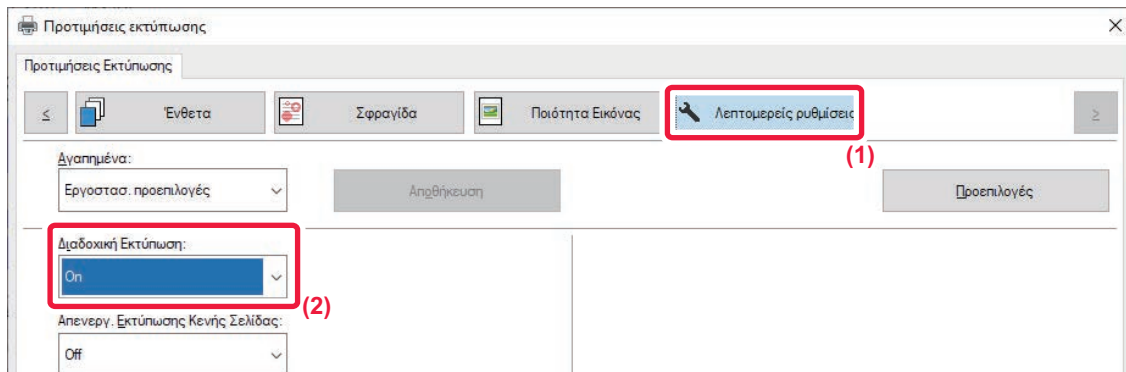 Προτιμήσεις εκτύπωσης
Προτιμήσεις Εκτύπωσης
≤ Ένθετα Σφραγίδα Ποιότητα Εικόνας Λεπτομερείς ρυθμίσεις ≥
(1)
Αγαπημένα:
Εργοστασ. προεπιλογές Αποθήκευση Προεπιλογές
Διαδοχική Εκτύπωση:
On
(2)
Απενεργ. Εκτύπωσης Κενής Σελίδας:
Off